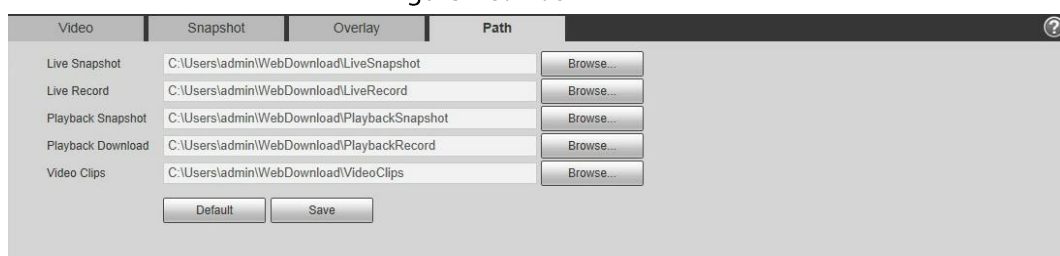 Video Snapshot Overlay Path ?
Live Snapshot C:\Users\admin\WebDownload\LiveSnapshot Browse...
Live Record C:\Users\admin\WebDownload\LiveRecord Browse...
Playback Snapshot C:\Users\admin\WebDownload\PlaybackSnapshot Browse...
Playback Download C:\Users\admin\WebDownload\PlaybackRecord Browse...
Video Clips C:\Users\admin\WebDownload\VideoClips Browse...
Default Save